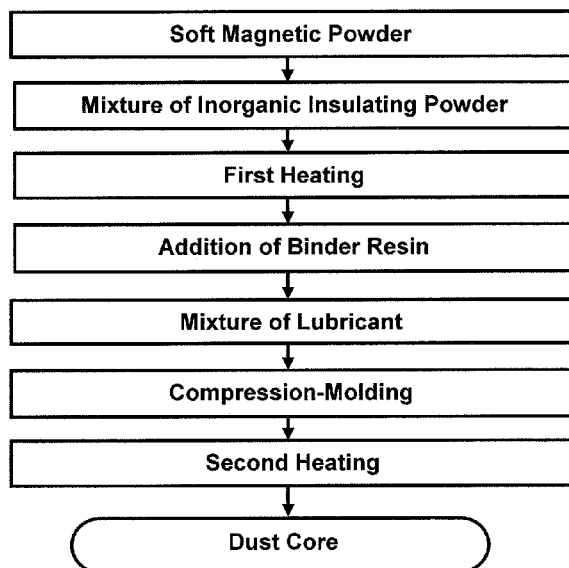 Soft Magnetic Powder
Mixture of Inorganic Insulating Powder
First Heating
Addition of Binder Resin
Mixture of Lubricant
Compression-Molding
Second Heating
Dust Core